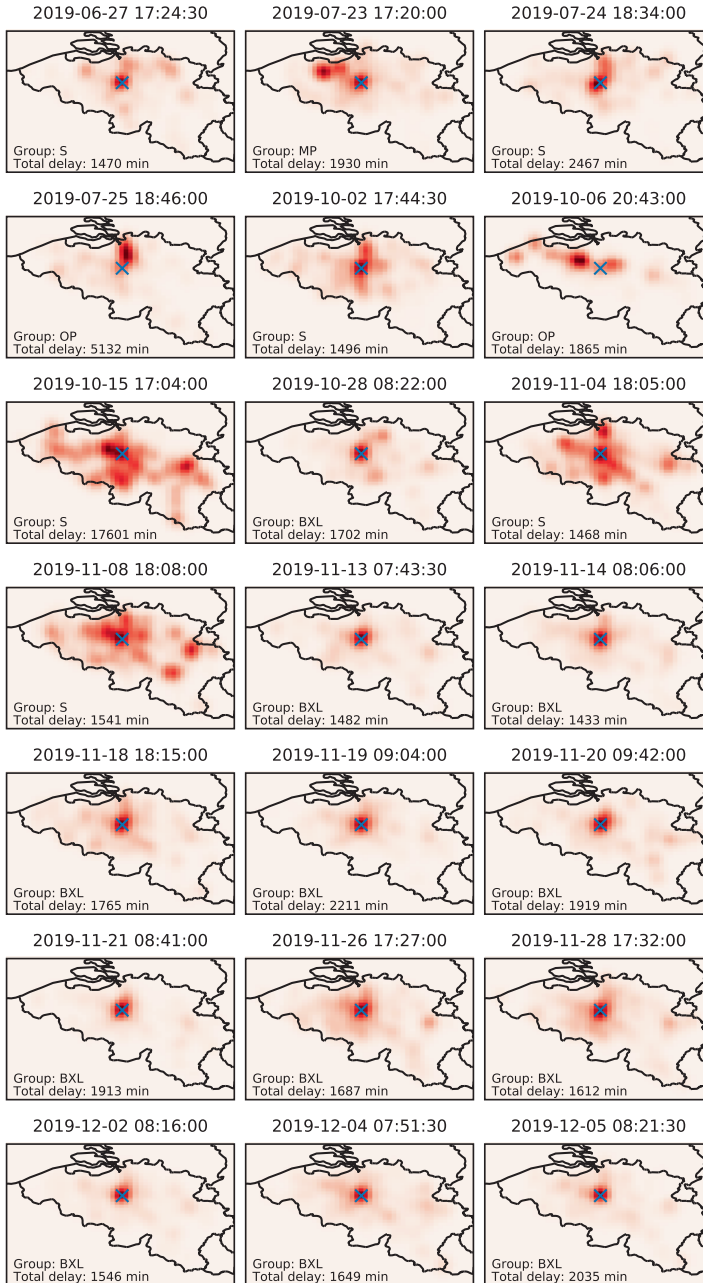 2019-06-27 17:24:30
2019-07-23 17:20:00
2019-07-24 18:34:00
Group: S
Total delay: 1470 min
Group: MP
Total delay: 1930 min
Group: S
Total delay: 2467 min
2019-07-25 18:46:00
2019-10-02 17:44:30
2019-10-06 20:43:00
Group: OP
Total delay: 5132 min
Group: S
Total delay: 1496 min
Group: OP
Total delay: 1865 min
2019-10-15 17:04:00
2019-10-28 08:22:00
2019-11-04 18:05:00
Group: S
Total delay: 17601 min
Group: BXL
Total delay: 1702 min
Group: S
Total delay: 1468 min
2019-11-08 18:08:00
2019-11-13 07:43:30
2019-11-14 08:06:00
Group: S
Total delay: 1541 min
Group: BXL
Total delay: 1482 min
Group: BXL
Total delay: 1433 min
2019-11-18 18:15:00
2019-11-19 09:04:00
2019-11-20 09:42:00
Group: BXL
Total delay: 1765 min
Group: BXL
Total delay: 2211 min
Group: BXL
Total delay: 1919 min
2019-11-21 08:41:00
2019-11-26 17:27:00
2019-11-28 17:32:00
Group: BXL
Total delay: 1913 min
Group: BXL
Total delay: 1687 min
Group: BXL
Total delay: 1612 min
2019-12-02 08:16:00
2019-12-04 07:51:30
2019-12-05 08:21:30
Group: BXL
Total delay: 1546 min
Group: BXL
Total delay: 1649 min
Group: BXL
Total delay: 2035 min